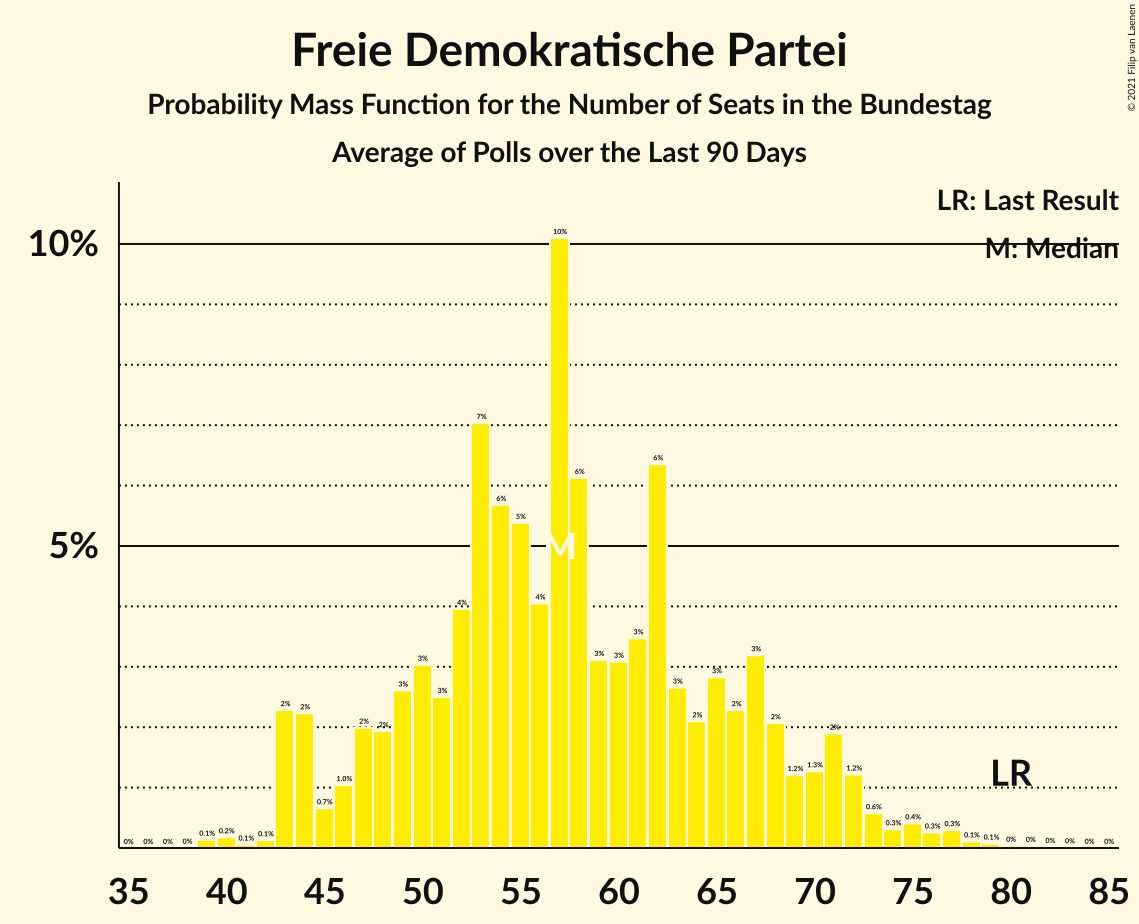 Freie Demokratische Partei
Probability Mass Function for the Number of Seats in the Bundestag
Average of Polls over the Last 90 Days
© 2021 Filip van Laenen
LR: Last Result
M: Median
10%
5%
0% 0% 0% 0% 0.1% 0.2% 0.1% 0.1% 2% 2% 0.7% 1.0% 2% 2% 3% 3% 3% 4% 7% 6% 5% 4% 10% 6% 3% 3% 3% 6% 3% 2% 3% 2% 3% 2% 1.2% 1.3% 2% 1.2% 0.6% 0.3% 0.4% 0.3% 0.3% 0.1% 0.1% 0% 0% 0% 0% 0% 0%
M
LR
35 40 45 50 55 60 65 70 75 80 85